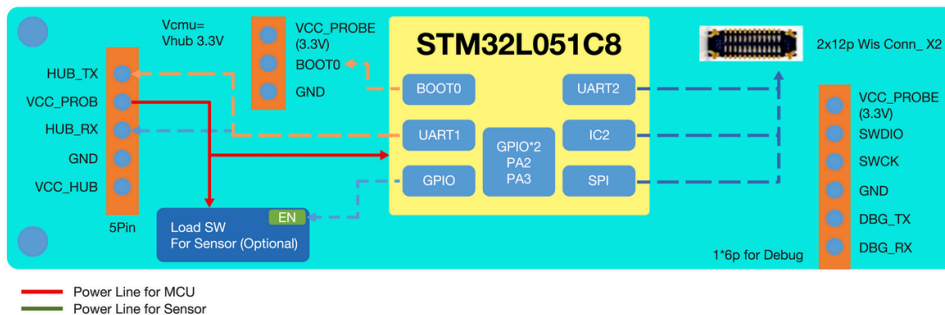 Vcmu=
Vhub 3.3V
VCC_PROBE
(3.3V)
BOOT0
GND
HUB_TX
VCC_PROB
HUB_RX
GND
VCC_HUB
5Pin
Load SW
For Sensor (Optional)
EN
STM32L051C8
BOOT0
UART2
UART1
GPIO*2
PA2
PA3
IC2
GPIO
SPI
2x12p Wis Conn_ X2
VCC_PROBE
(3.3V)
SWDIO
SWCK
GND
DBG_TX
DBG_RX
1*6p for Debug
Power Line for MCU
Power Line for Sensor